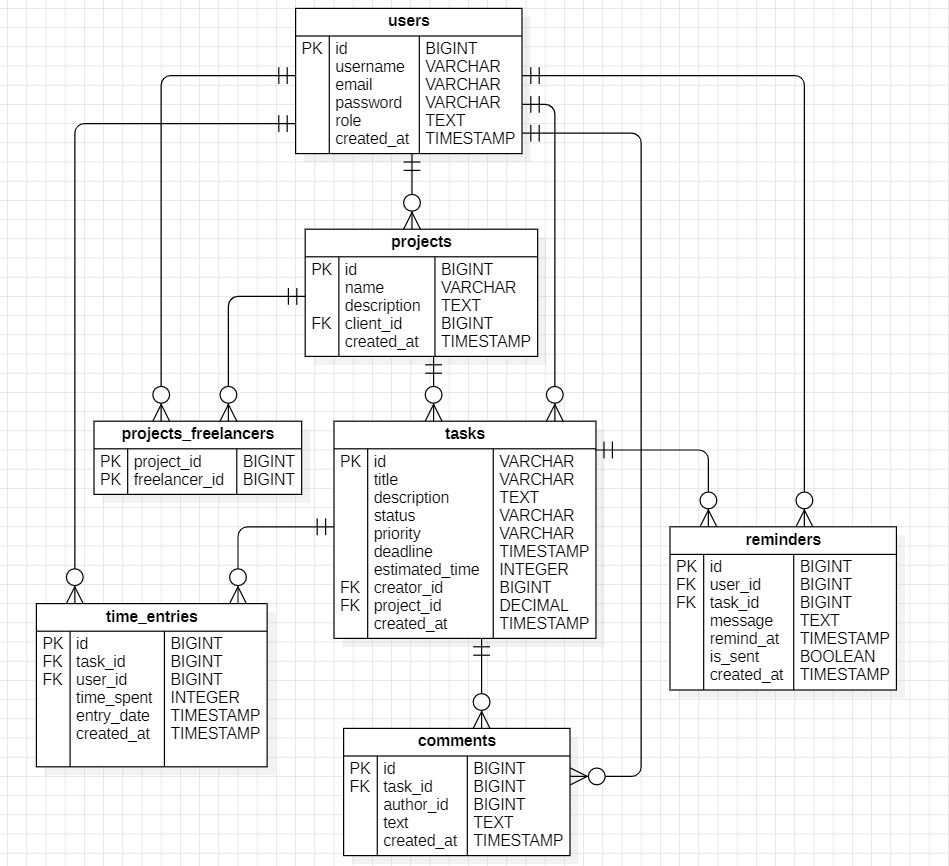 users
PK id BIGINT
username VARCHAR
email VARCHAR
password VARCHAR
role TEXT
created_at TIMESTAMP
projects
PK id BIGINT
name VARCHAR
description TEXT
FK client_id BIGINT
created_at TIMESTAMP
projects_freelancers
PK project_id BIGINT
PK freelancer_id BIGINT
tasks
PK id VARCHAR
title VARCHAR
description TEXT
status VARCHAR
priority VARCHAR
deadline TIMESTAMP
estimated_time INTEGER
FK creator_id BIGINT
FK project_id DECIMAL
created_at TIMESTAMP
reminders
PK id BIGINT
FK user_id BIGINT
FK task_id BIGINT
message TEXT
remind_at TIMESTAMP
is_sent BOOLEAN
created_at TIMESTAMP
time_entries
PK id BIGINT
FK task_id BIGINT
FK user_id BIGINT
time_spent INTEGER
entry_date TIMESTAMP
created_at TIMESTAMP
comments
PK id BIGINT
FK task_id BIGINT
author_id BIGINT
text TEXT
created_at TIMESTAMP